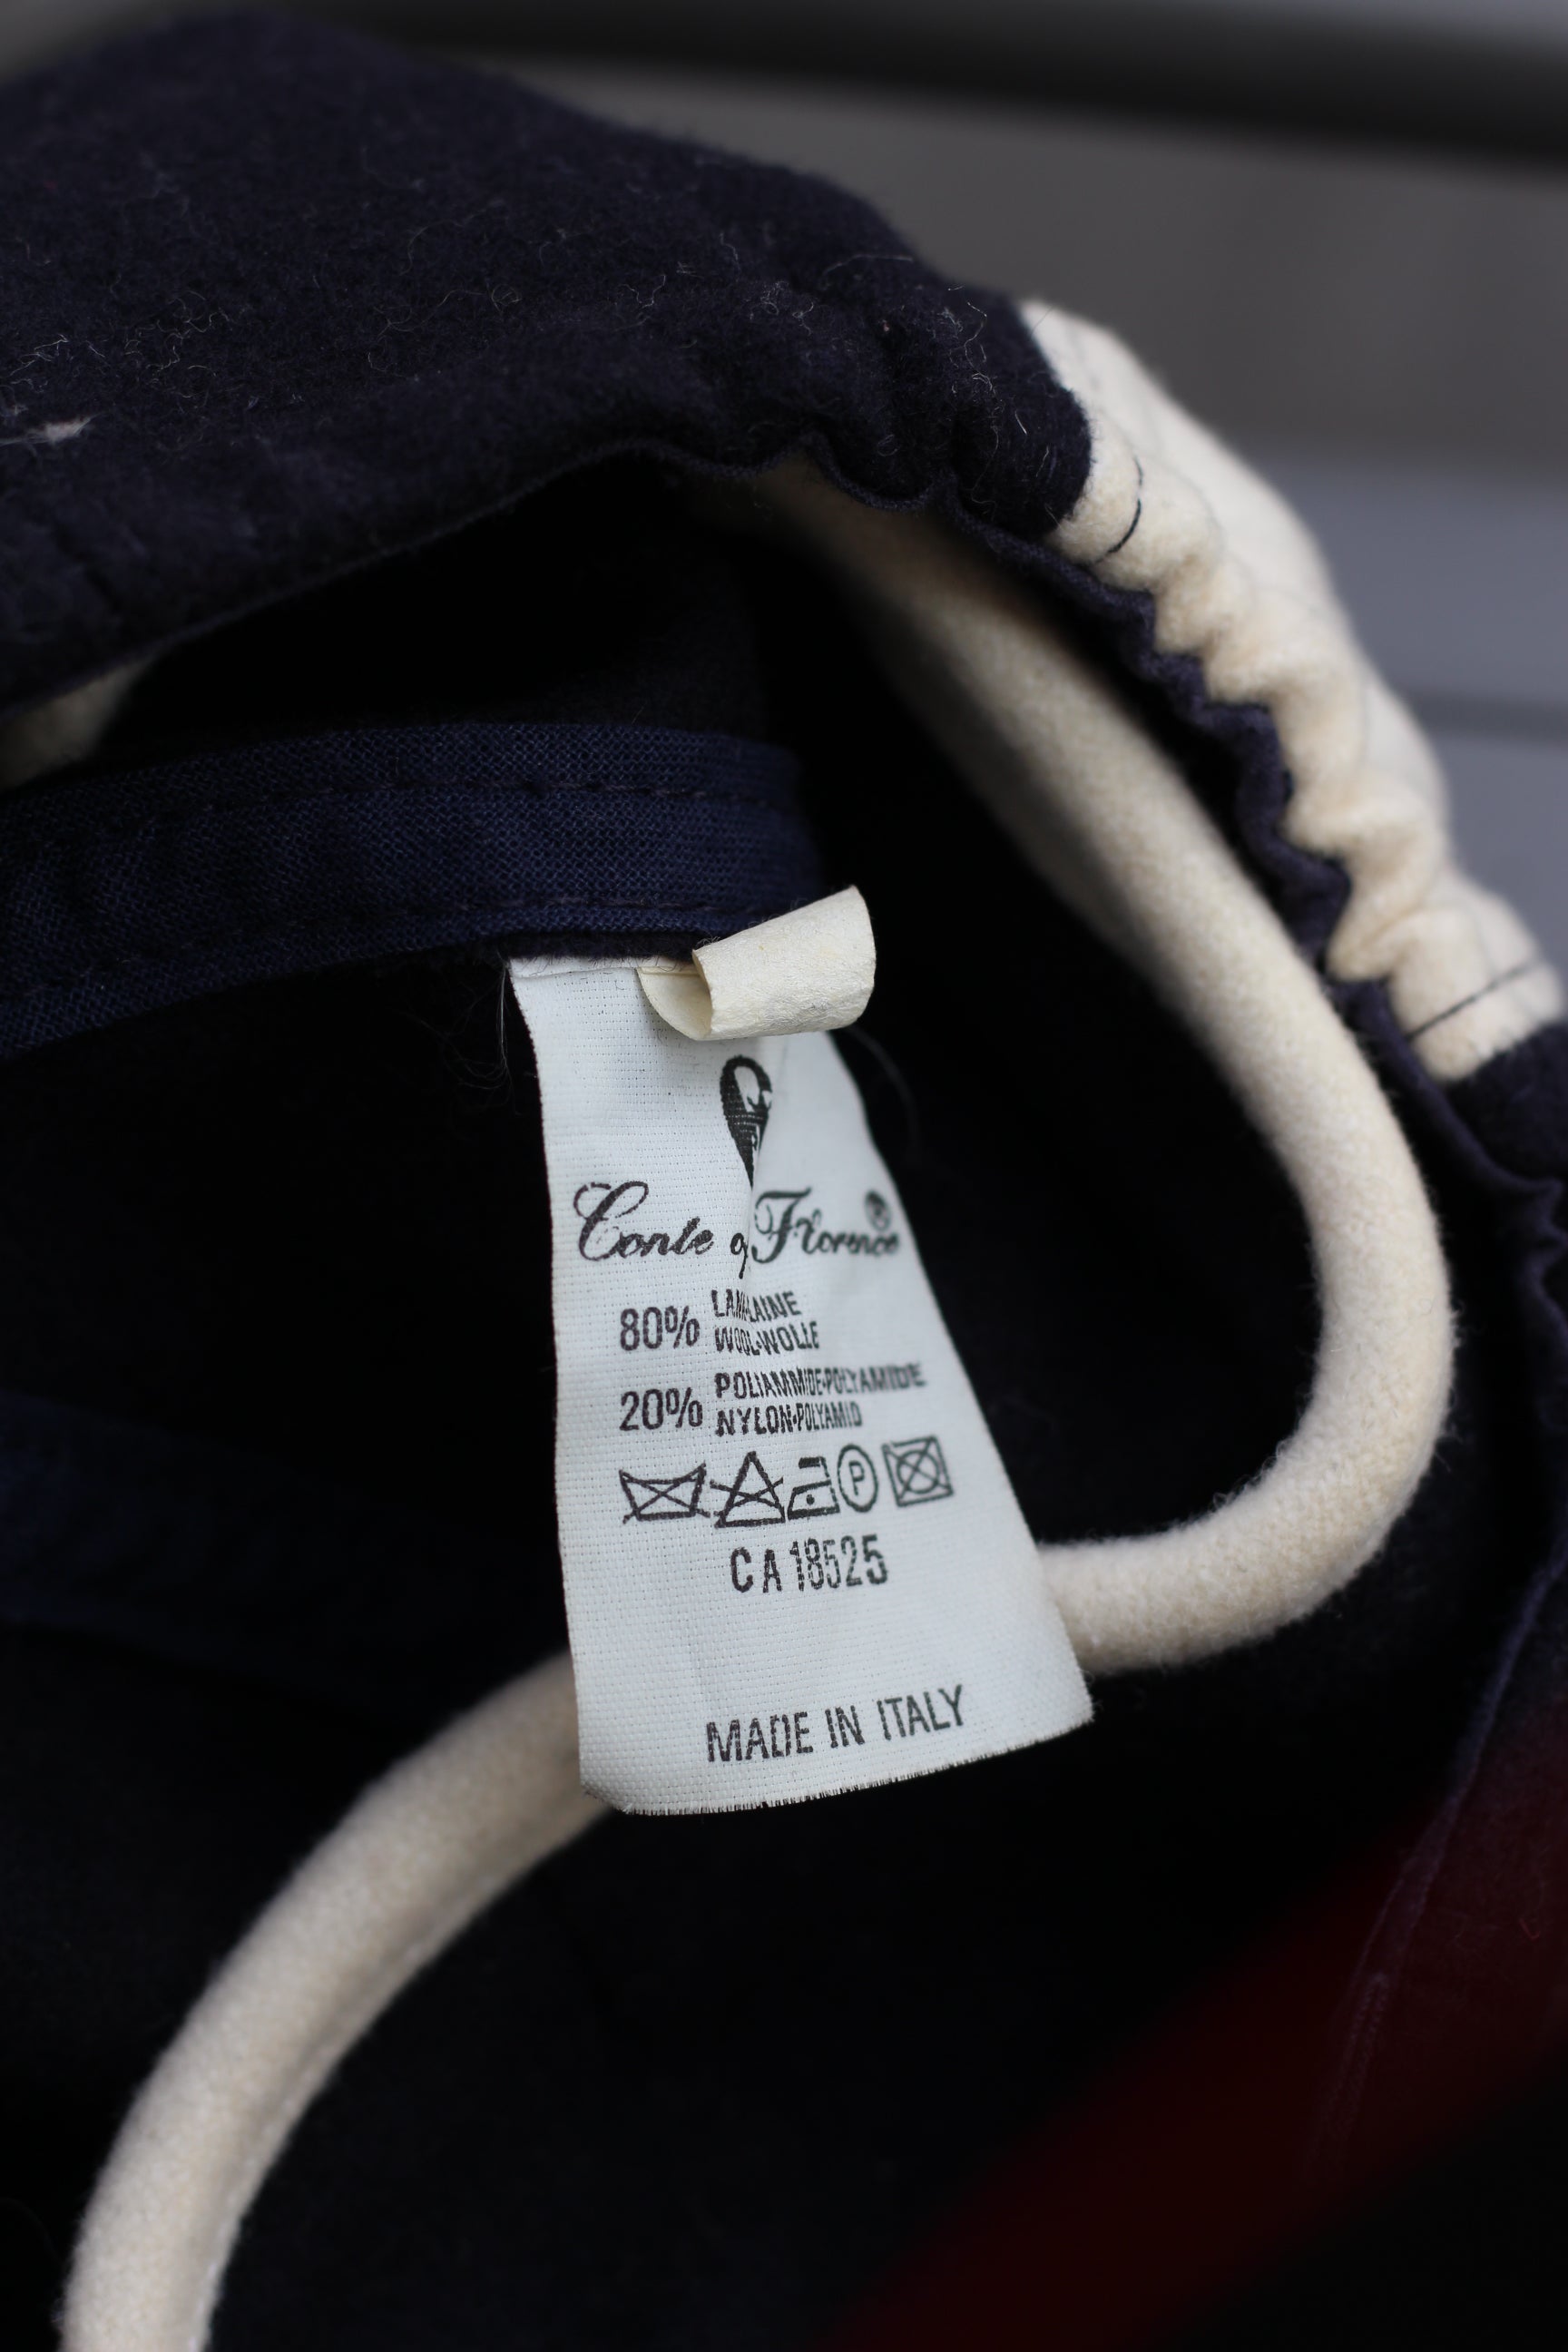 Conte of Florence®
80% LANA-LAINE
WOOL-WOLLE
20% POLIAMMIDE-POLYAMIDE
NYLON-POLYAMID
P
CA 18525
MADE IN ITALY